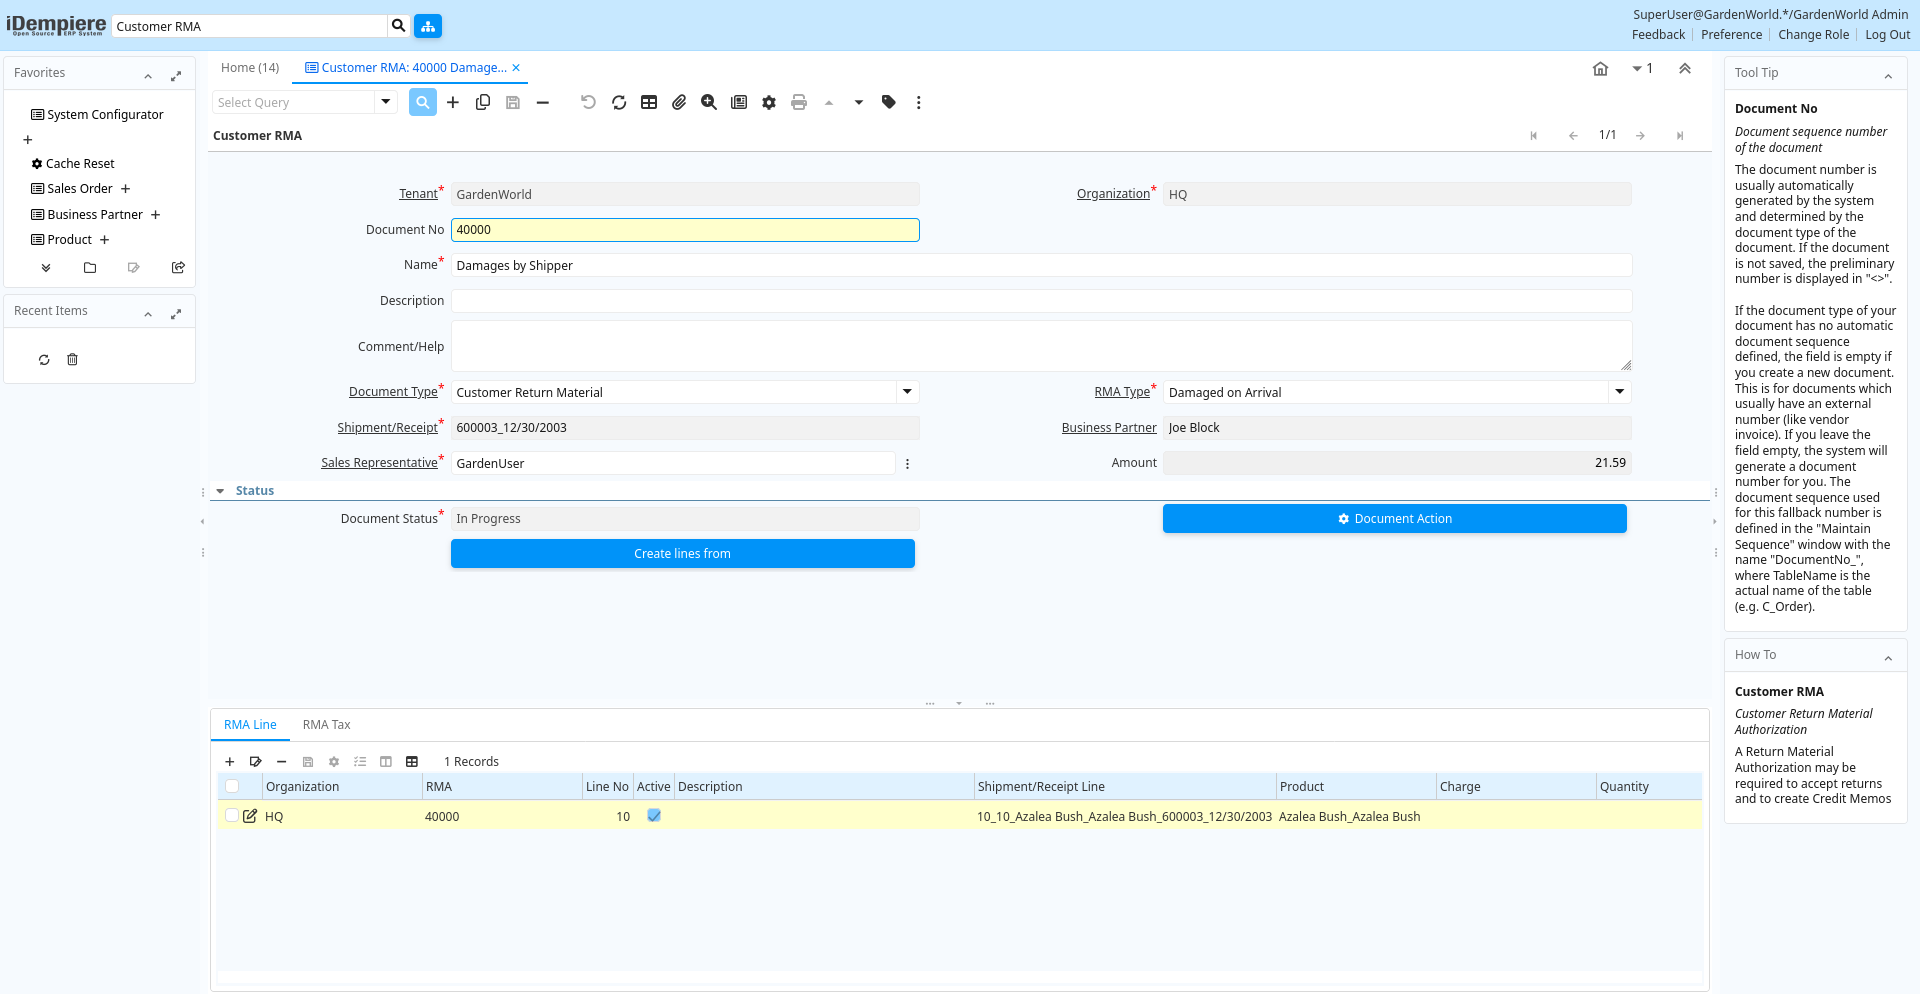 iDempiere
Open Source ERP System
Customer RMA
SuperUser@GardenWorld.*/GardenWorld Admin
Feedback
Preference
Change Role
Log Out
Favorites
System Configurator
Cache Reset
Sales Order
Business Partner
Product
Recent Items
Home (14)
Customer RMA: 40000 Damage...
1
Select Query
Customer RMA
1/1
Tenant*
GardenWorld
Organization*
HQ
Document No
40000
Name*
Damages by Shipper
Description
Comment/Help
Document Type*
Customer Return Material
RMA Type*
Damaged on Arrival
Shipment/Receipt*
600003_12/30/2003
Business Partner
Joe Block
Sales Representative*
GardenUser
Amount
21.59
Status
Document Status*
In Progress
Document Action
Create lines from
RMA Line
RMA Tax
1 Records
Organization RMA Line No Active Description Shipment/Receipt Line Product Charge Quantity
HQ 40000 10 10_10_Azalea Bush_Azalea Bush_600003_12/30/2003 Azalea Bush_Azalea Bush
Tool Tip
Document No
Document sequence number
of the document
The document number is
usually automatically
generated by the system
and determined by the
document type of the
document. If the document
is not saved, the preliminary
number is displayed in "<>".
If the document type of your
document has no automatic
document sequence
defined, the field is empty if
you create a new document.
This is for documents which
usually have an external
number (like vendor
invoice). If you leave the
field empty, the system will
generate a document
number for you. The
document sequence used
for this fallback number is
defined in the "Maintain
Sequence" window with the
name "DocumentNo_",
where TableName is the
actual name of the table
(e.g. C_Order).
How To
Customer RMA
Customer Return Material
Authorization
A Return Material
Authorization may be
required to accept returns
and to create Credit Memos